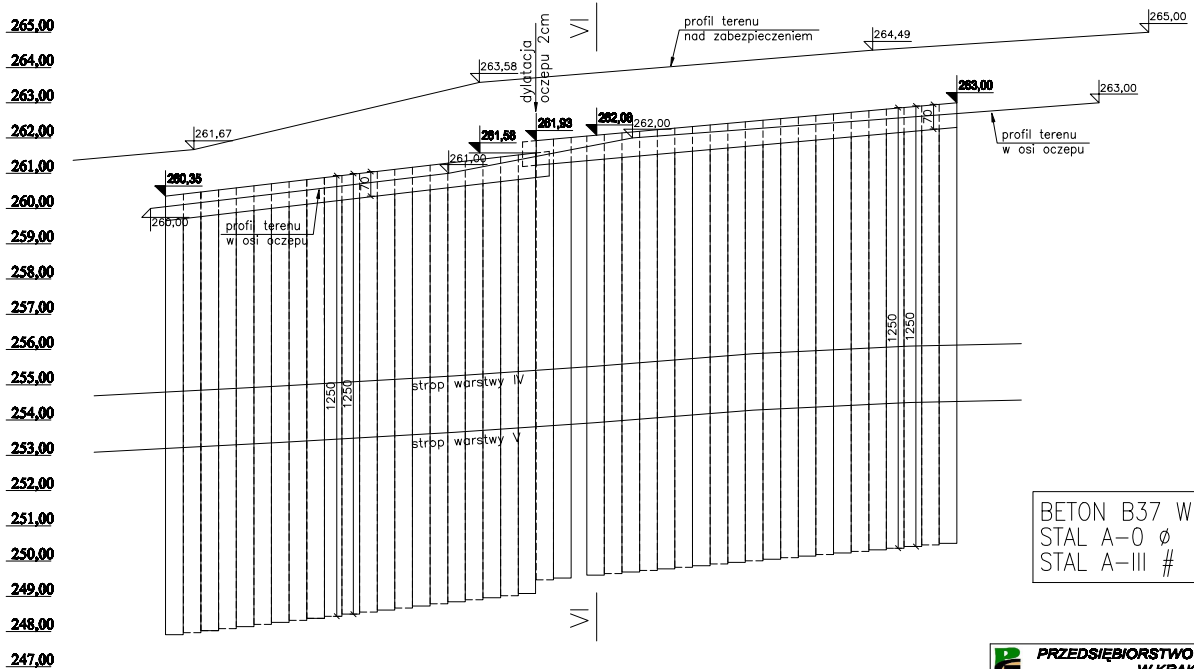 265,00
264,00
263,00
262,00
261,00
260,00
259,00
258,00
257,00
256,00
255,00
254,00
253,00
252,00
251,00
250,00
249,00
248,00
247,00
VI
dylatacja
oczepu 2cm
profil terenu
nad zabezpieczeniem
265,00
264,49
263,58
263,00
263,00
261,67
261,56
261,93
262,08
262,00
70
profil terenu
w osi oczepu
260,35
261,00
70
260,00
profil terenu
w osi oczepu
1250
1250
1250
1250
strop warstwy IV
strop warstwy V
VI
BETON B37 W
STAL A-0 ø
STAL A-III #
PRZEDSIĘBIORSTWO